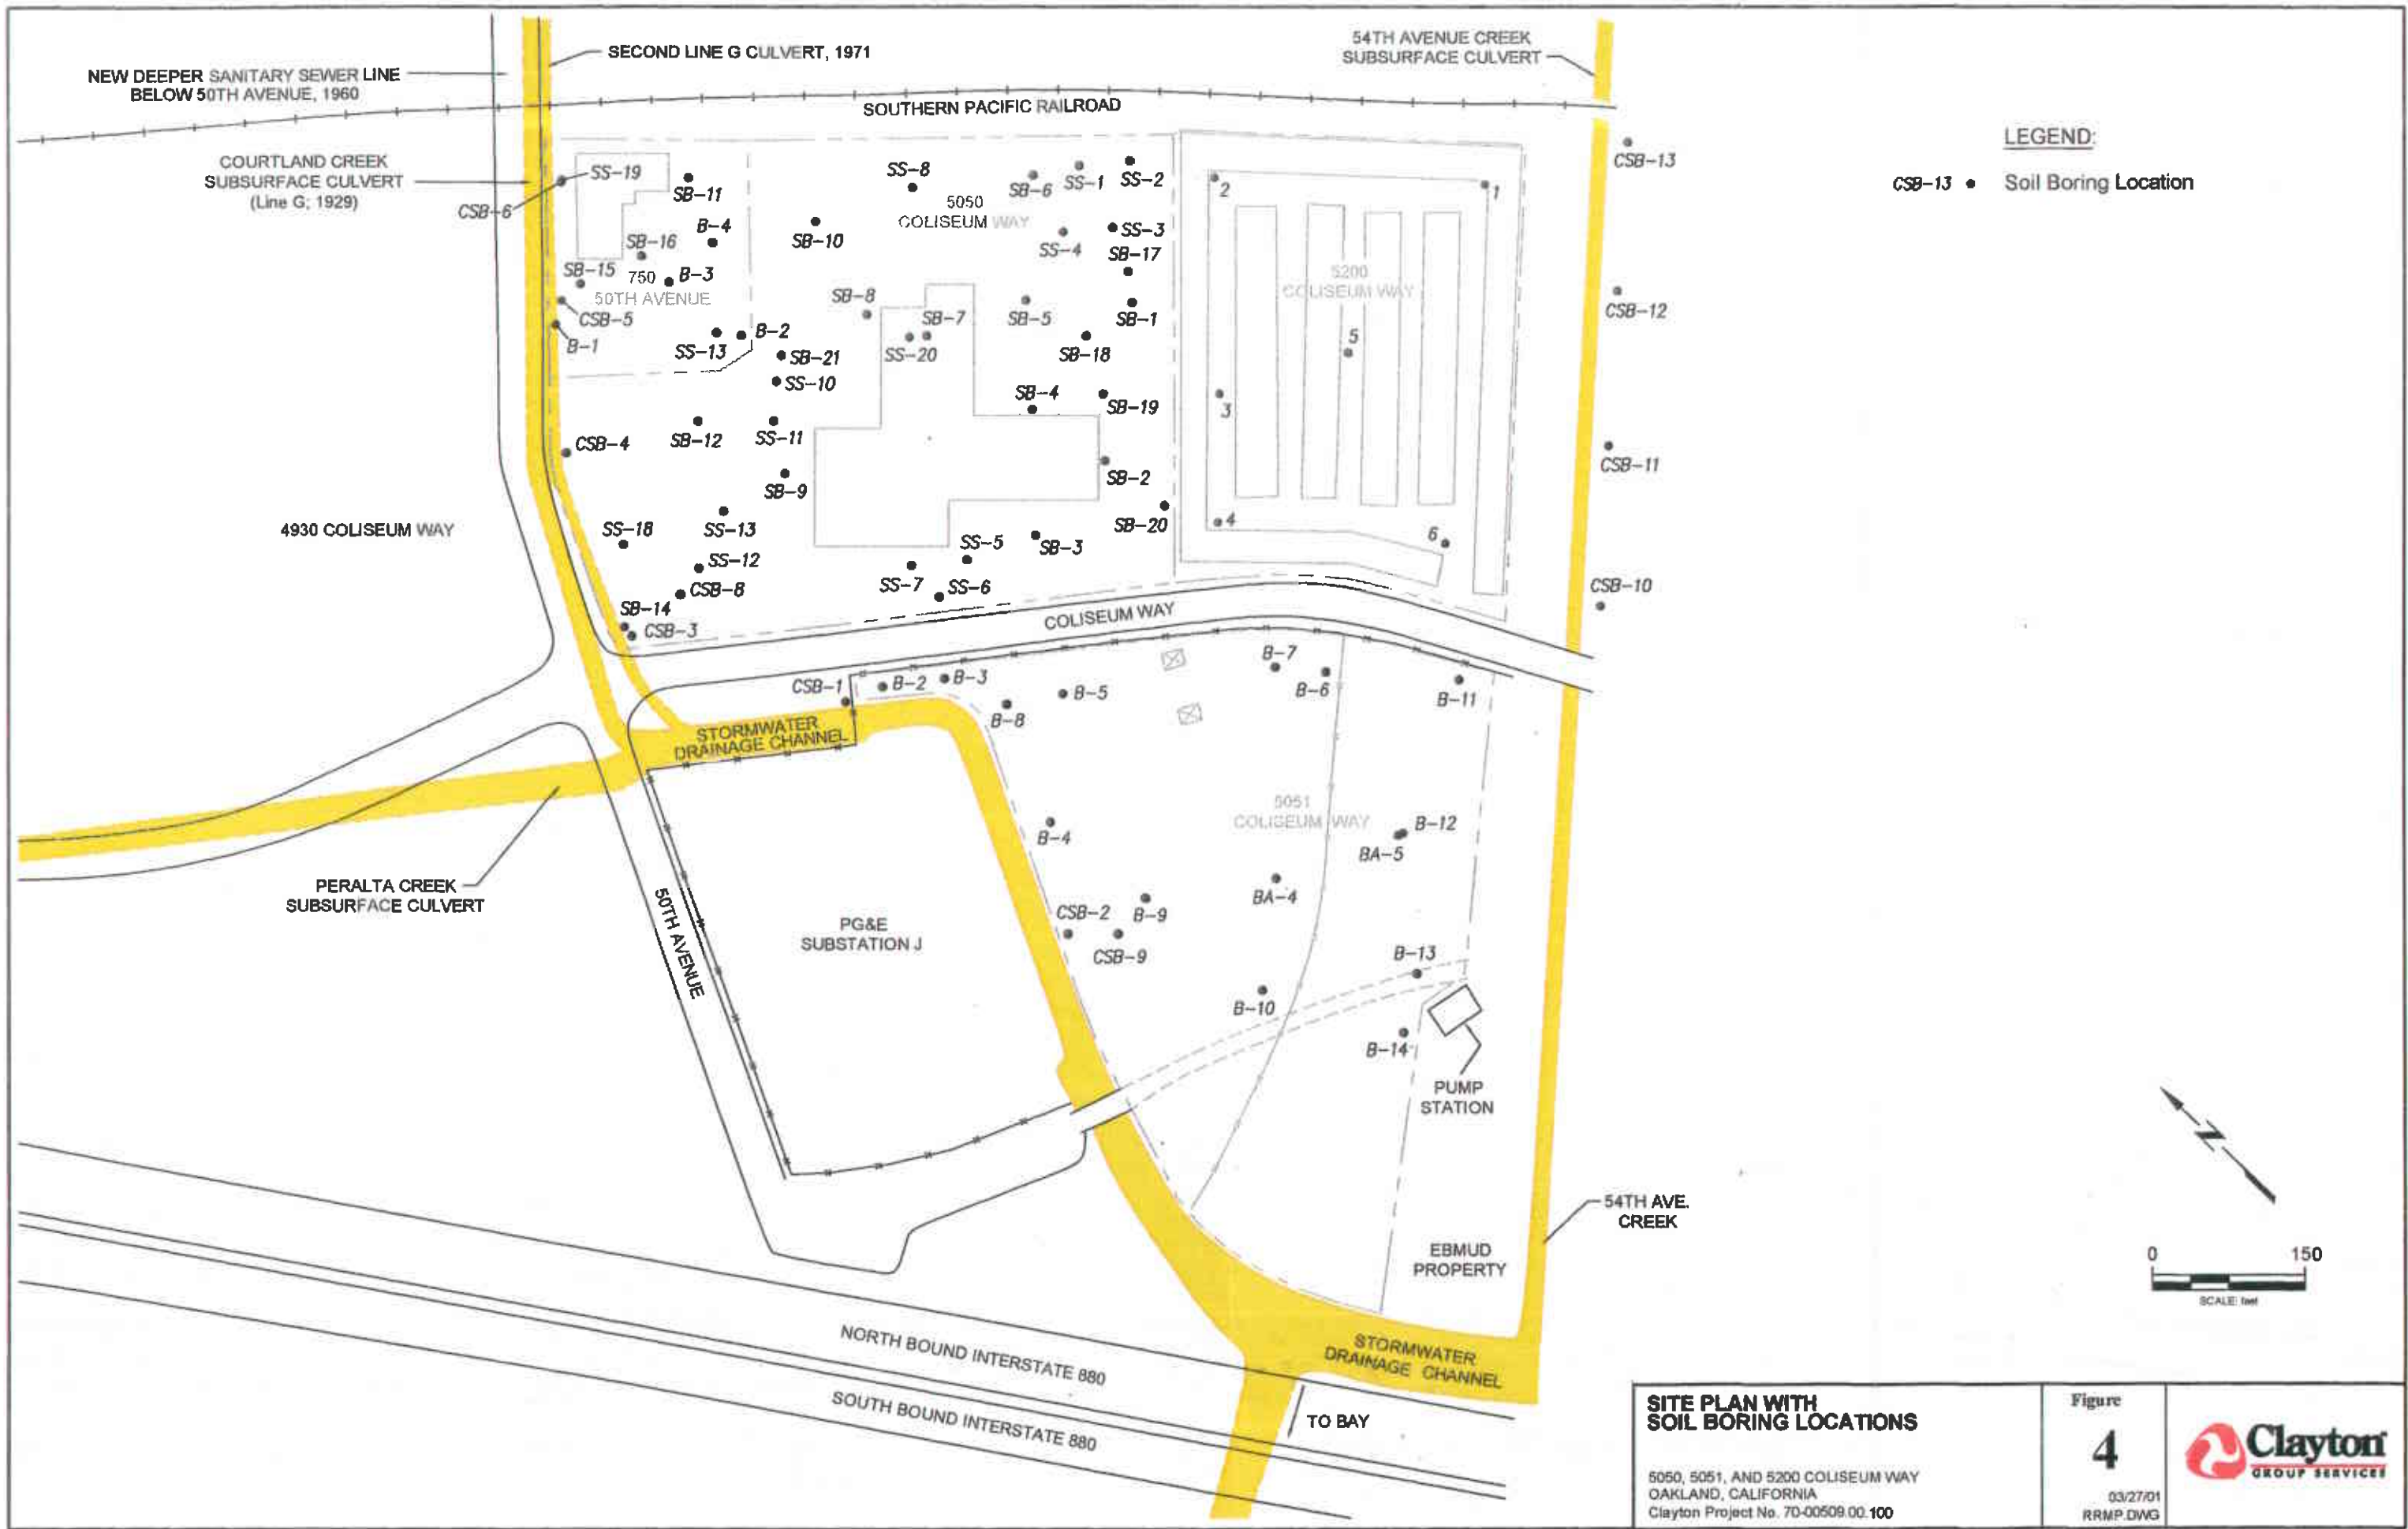 SECOND LINE G CULVERT, 1971
54TH AVENUE CREEK
SUBSURFACE CULVERT
NEW DEEPER SANITARY SEWER LINE
BELOW 50TH AVENUE, 1960
SOUTHERN PACIFIC RAILROAD
LEGEND:
CSB-13 Soil Boring Location
COURTLAND CREEK
SUBSURFACE CULVERT
(Line G; 1929)
CSB-6
SS-19
SB-11
SS-8
SB-6
SS-1
SS-2
CSB-13
2
1
5050
COLISEUM WAY
B-4
SB-10
SB-16
SS-4
SS-3
SB-17
SB-15
750
50TH AVENUE
B-3
SB-8
SB-7
SB-5
SB-1
5200
COLISEUM WAY
CSB-12
CSB-5
B-1
SS-13
B-2
SS-20
SB-18
5
SB-21
SS-10
SB-4
SB-19
3
CSB-4
SB-12
SS-11
SB-2
CSB-11
SB-9
4930 COLISEUM WAY
SS-18
SS-13
SB-20
4
6
SS-12
SS-5
SB-3
CSB-8
SS-7
SS-6
CSB-10
SB-14
CSB-3
COLISEUM WAY
CSB-1
B-2
B-3
B-5
B-7
B-6
B-11
B-8
STORMWATER
DRAINAGE CHANNEL
5051
COLISEUM WAY
B-4
B-12
BA-5
PERALTA CREEK
SUBSURFACE CULVERT
50TH AVENUE
PG&E
SUBSTATION J
BA-4
CSB-2
B-9
CSB-9
B-13
B-10
B-14
PUMP
STATION
N
54TH AVE.
CREEK
EBMUD
PROPERTY
0 150
SCALE: feet
NORTH BOUND INTERSTATE 880
SOUTH BOUND INTERSTATE 880
STORMWATER
DRAINAGE CHANNEL
TO BAY
SITE PLAN WITH
SOIL BORING LOCATIONS
5050, 5051, AND 5200 COLISEUM WAY
OAKLAND, CALIFORNIA
Clayton Project No. 70-00509.00.100
Figure
4
03/27/01
RRMP.DWG
Clayton
GROUP SERVICES